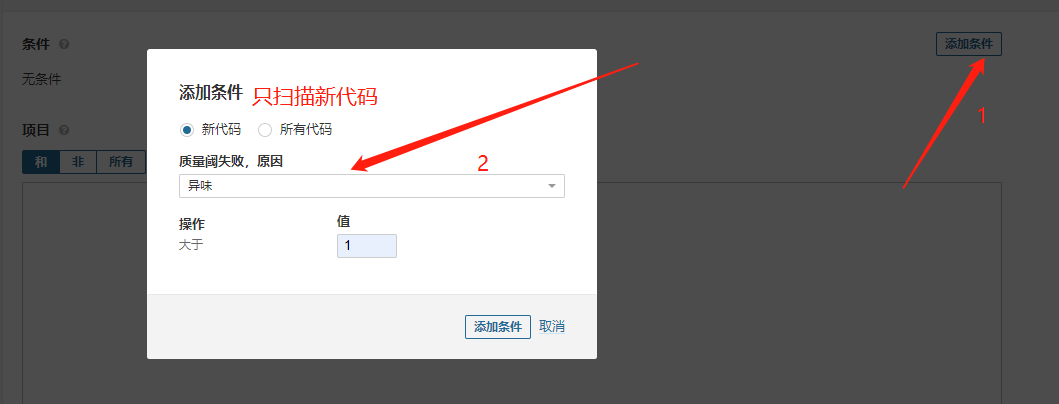 条件
添加条件
无条件
1
项目
和 非 所有
添加条件 只扫描新代码
新代码 所有代码
质量阈失败，原因
2
异味
操作 值
大于 1
添加条件 取消